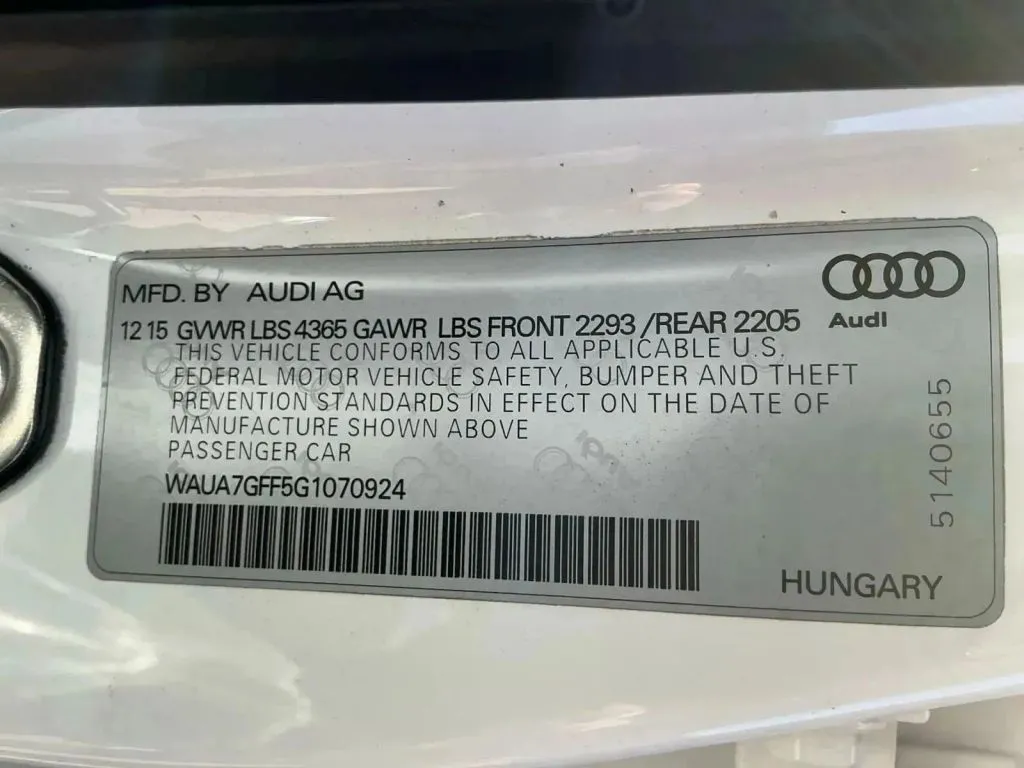 MFD. BY AUDI AG
Audi
12 15 GVWR LBS 4365 GAWR LBS FRONT 2293 /REAR 2205
THIS VEHICLE CONFORMS TO ALL APPLICABLE U.S.
FEDERAL MOTOR VEHICLE SAFETY, BUMPER AND THEFT
PREVENTION STANDARDS IN EFFECT ON THE DATE OF
MANUFACTURE SHOWN ABOVE
PASSENGER CAR
WAUA7GFF5G1070924
5140655
HUNGARY